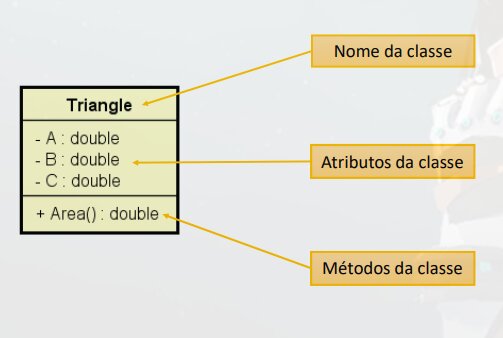 Nome da classe
Triangle
- A : double
- B : double
- C : double
Atributos da classe
+ Area() : double
Métodos da classe